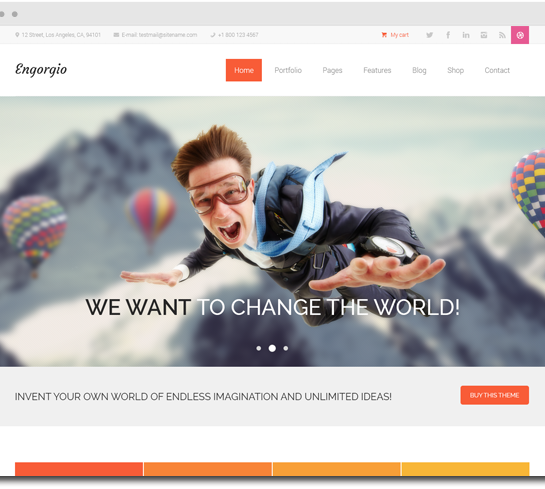 12 Street, Los Angeles, CA, 94101 E-mail: testmail@sitename.com +1 800 123 4567 My cart
Engorgio
Home Portfolio Pages Features Blog Shop Contact
WE WANT TO CHANGE THE WORLD!
INVENT YOUR OWN WORLD OF ENDLESS IMAGINATION AND UNLIMITED IDEAS!
BUY THIS THEME